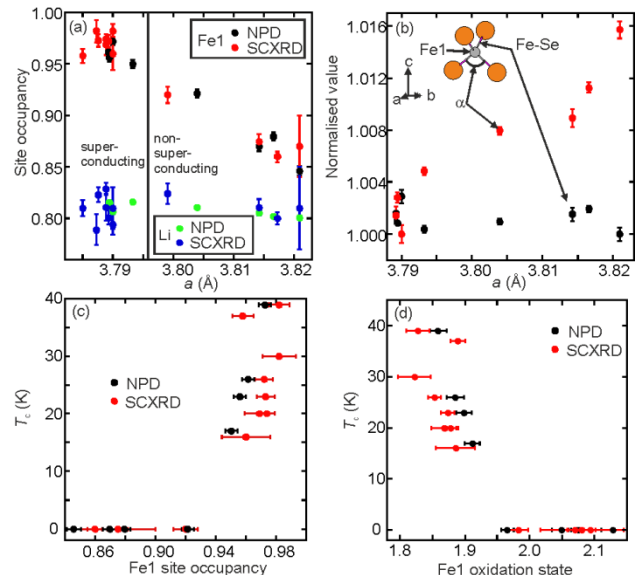 (a)
Fe1
NPD
SCXRD
super-
conducting
non-
super-
conducting
Li
NPD
SCXRD
Site occupancy
1.00
0.95
0.90
0.85
0.80
3.79
3.80
3.81
3.82
a (Å)
(b)
Fe1
Fe-Se
c
a
b
α
Normalised value
1.016
1.012
1.008
1.004
1.000
3.79
3.80
3.81
3.82
a (Å)
(c)
NPD
SCXRD
Tc (K)
40
30
20
10
0
0.86
0.90
0.94
0.98
Fe1 site occupancy
(d)
NPD
SCXRD
Tc (K)
40
30
20
10
0
1.8
1.9
2.0
2.1
Fe1 oxidation state